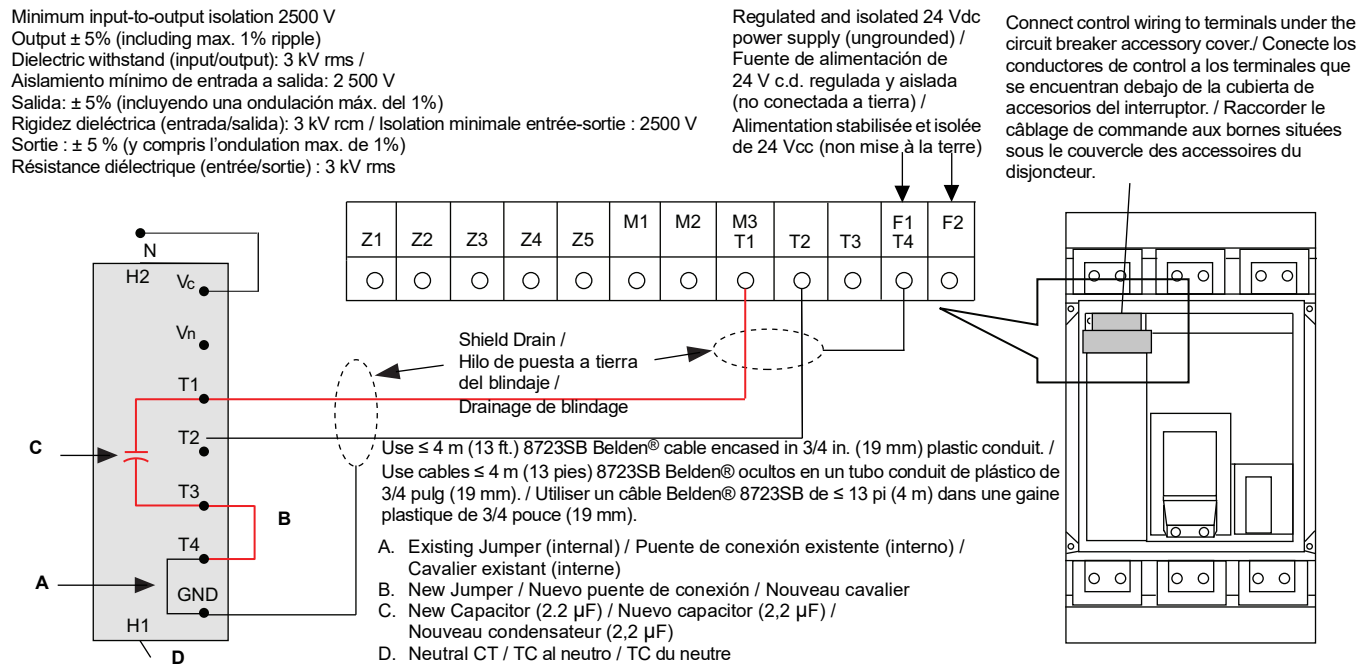 Minimum input-to-output isolation 2500 V
Output ± 5% (including max. 1% ripple)
Dielectric withstand (input/output): 3 kV rms /
Aislamiento mínimo de entrada a salida: 2 500 V
Salida: ± 5% (incluyendo una ondulación máx. del 1%)
Rigidez dieléctrica (entrada/salida): 3 kV rcm / Isolation minimale entrée-sortie : 2500 V
Sortie : ± 5 % (y compris l’ondulation max. de 1%)
Résistance diélectrique (entrée/sortie) : 3 kV rms
Regulated and isolated 24 Vdc
power supply (ungrounded) /
Fuente de alimentación de
24 V c.d. regulada y aislada
(no conectada a tierra) /
Alimentation stabilisée et isolée
de 24 Vcc (non mise à la terre)
Connect control wiring to terminals under the
circuit breaker accessory cover./ Conecte los
conductores de control a los terminales que
se encuentran debajo de la cubierta de
accesorios del interruptor. / Raccorder le
câblage de commande aux bornes situées
sous le couvercle des accessoires du
disjoncteur.
Z1 Z2 Z3 Z4 Z5 M1 M2 M3 T1 T2 T3 F1 T4 F2
N
H2
Vc
Vn
T1
T2
T3
T4
GND
H1
C
B
A
D
Shield Drain /
Hilo de puesta a tierra
del blindaje /
Drainage de blindage
Use ≤ 4 m (13 ft.) 8723SB Belden® cable encased in 3/4 in. (19 mm) plastic conduit. /
Use cables ≤ 4 m (13 pies) 8723SB Belden® ocultos en un tubo conduit de plástico de
3/4 pulg (19 mm). / Utiliser un câble Belden® 8723SB de ≤ 13 pi (4 m) dans une gaine
plastique de 3/4 pouce (19 mm).
A. Existing Jumper (internal) / Puente de conexión existente (interno) /
Cavalier existant (interne)
B. New Jumper / Nuevo puente de conexión / Nouveau cavalier
C. New Capacitor (2.2 µF) / Nuevo capacitor (2,2 µF) /
Nouveau condensateur (2,2 µF)
D. Neutral CT / TC al neutro / TC du neutre